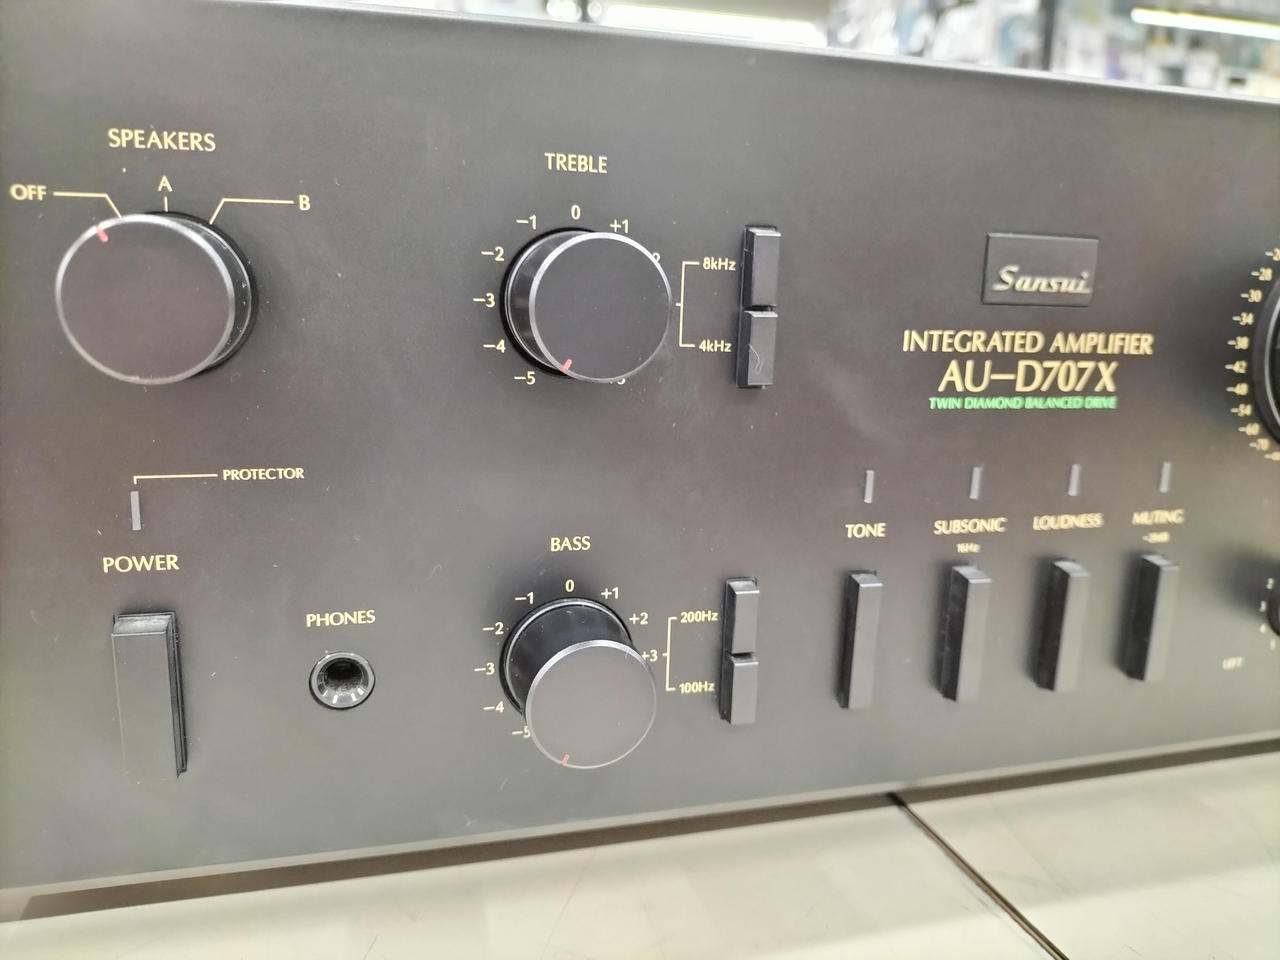 SPEAKERS
OFF
A
B
TREBLE
-5
-4
-3
-2
-1
0
+1
8kHz
4kHz
Sansui
INTEGRATED AMPLIFIER
AU-D707X
TWIN DIAMOND BALANCED DRIVE
-28
-30
-34
-38
-42
-48
-54
-60
PROTECTOR
POWER
PHONES
BASS
-5
-4
-3
-2
-1
0
+1
+2
+3
200Hz
100Hz
TONE
SUBSONIC
16Hz
LOUDNESS
MUTING
-20dB
LEFT